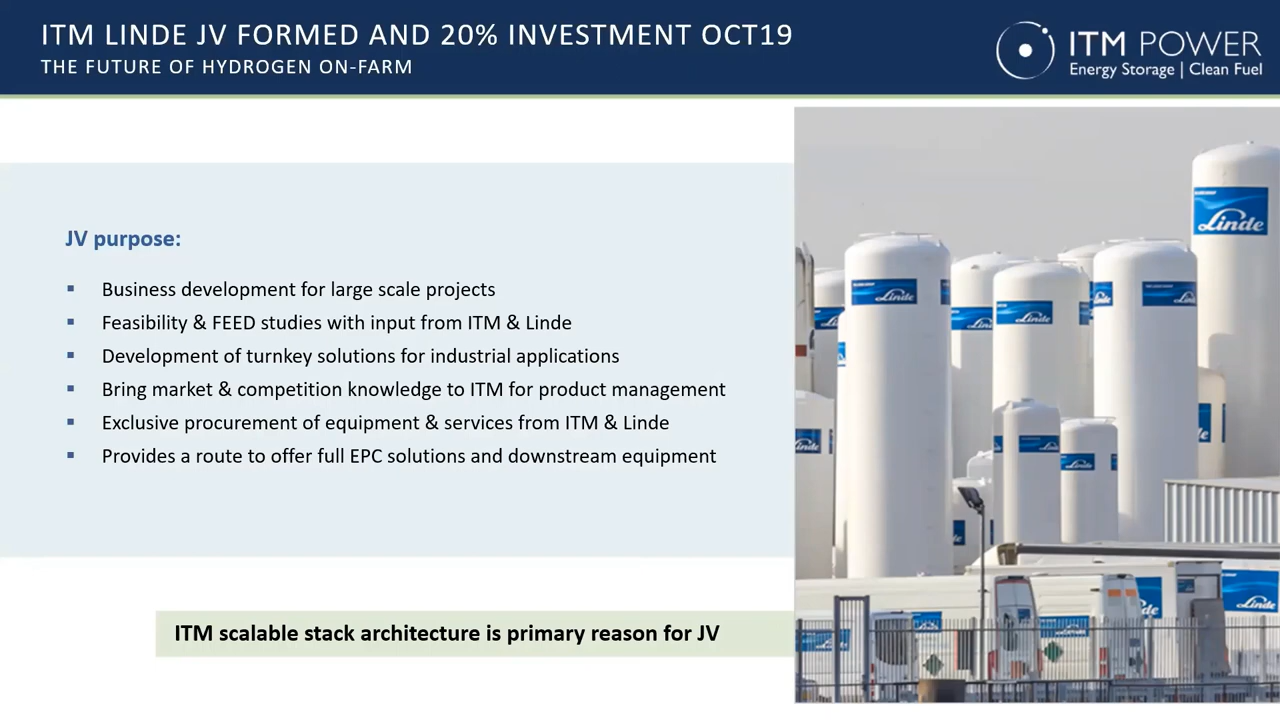 ITM LINDE JV FORMED AND 20% INVESTMENT OCT19
THE FUTURE OF HYDROGEN ON-FARM
ITM POWER
Energy Storage | Clean Fuel
JV purpose:
▪ Business development for large scale projects
▪ Feasibility & FEED studies with input from ITM & Linde
▪ Development of turnkey solutions for industrial applications
▪ Bring market & competition knowledge to ITM for product management
▪ Exclusive procurement of equipment & services from ITM & Linde
▪ Provides a route to offer full EPC solutions and downstream equipment
ITM scalable stack architecture is primary reason for JV
Linde
Linde
Linde
Linde
Linde
Linde
Linde
Linde
Linde